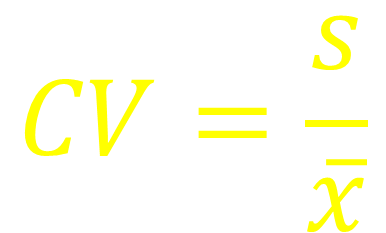 CV = s / x̄